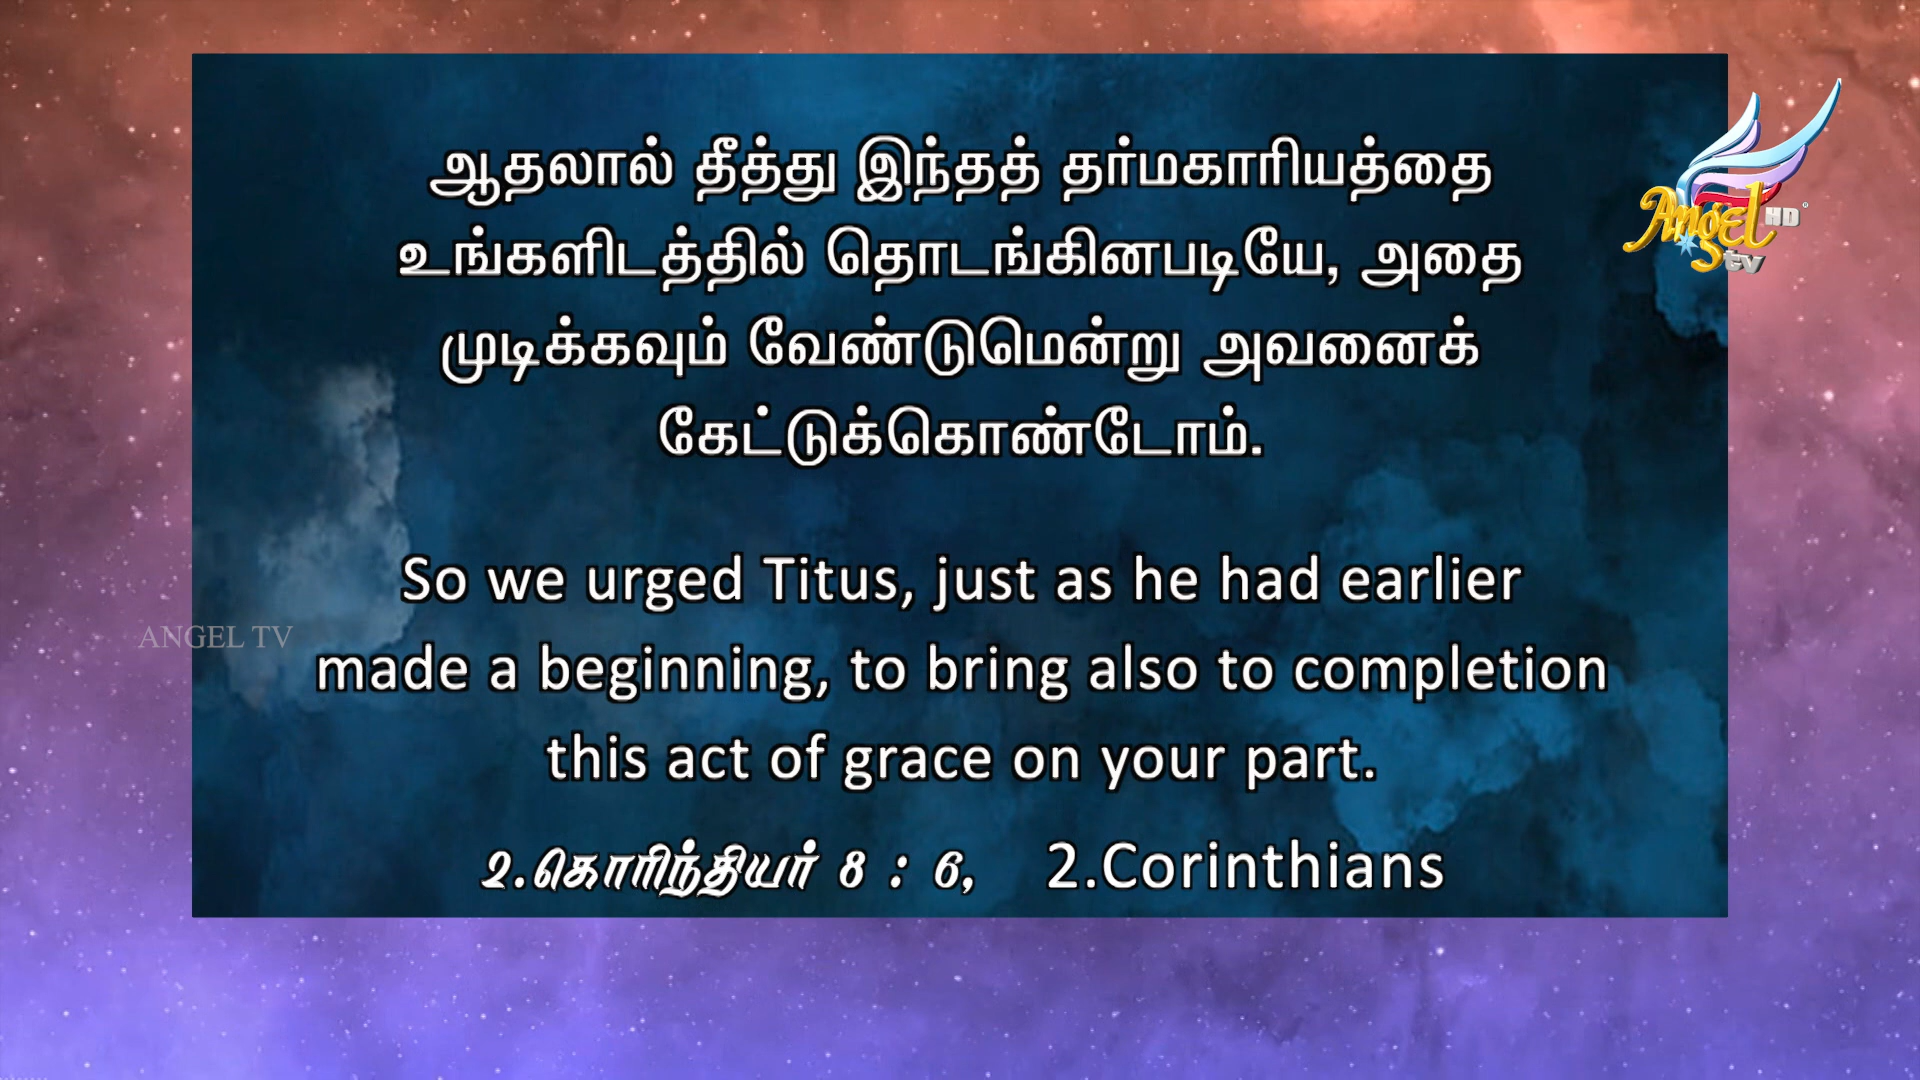 ஆதலால் தீத்து இந்தத் தர்மகாரியத்தை
உங்களிடத்தில் தொடங்கினபடியே, அதை
முடிக்கவும் வேண்டுமென்று அவனைக்
கேட்டுக்கொண்டோம்.
So we urged Titus, just as he had earlier
made a beginning, to bring also to completion
this act of grace on your part.
2.கொரிந்தியர் 8 : 6, 2.Corinthians
Angel HD
tv
ANGEL TV